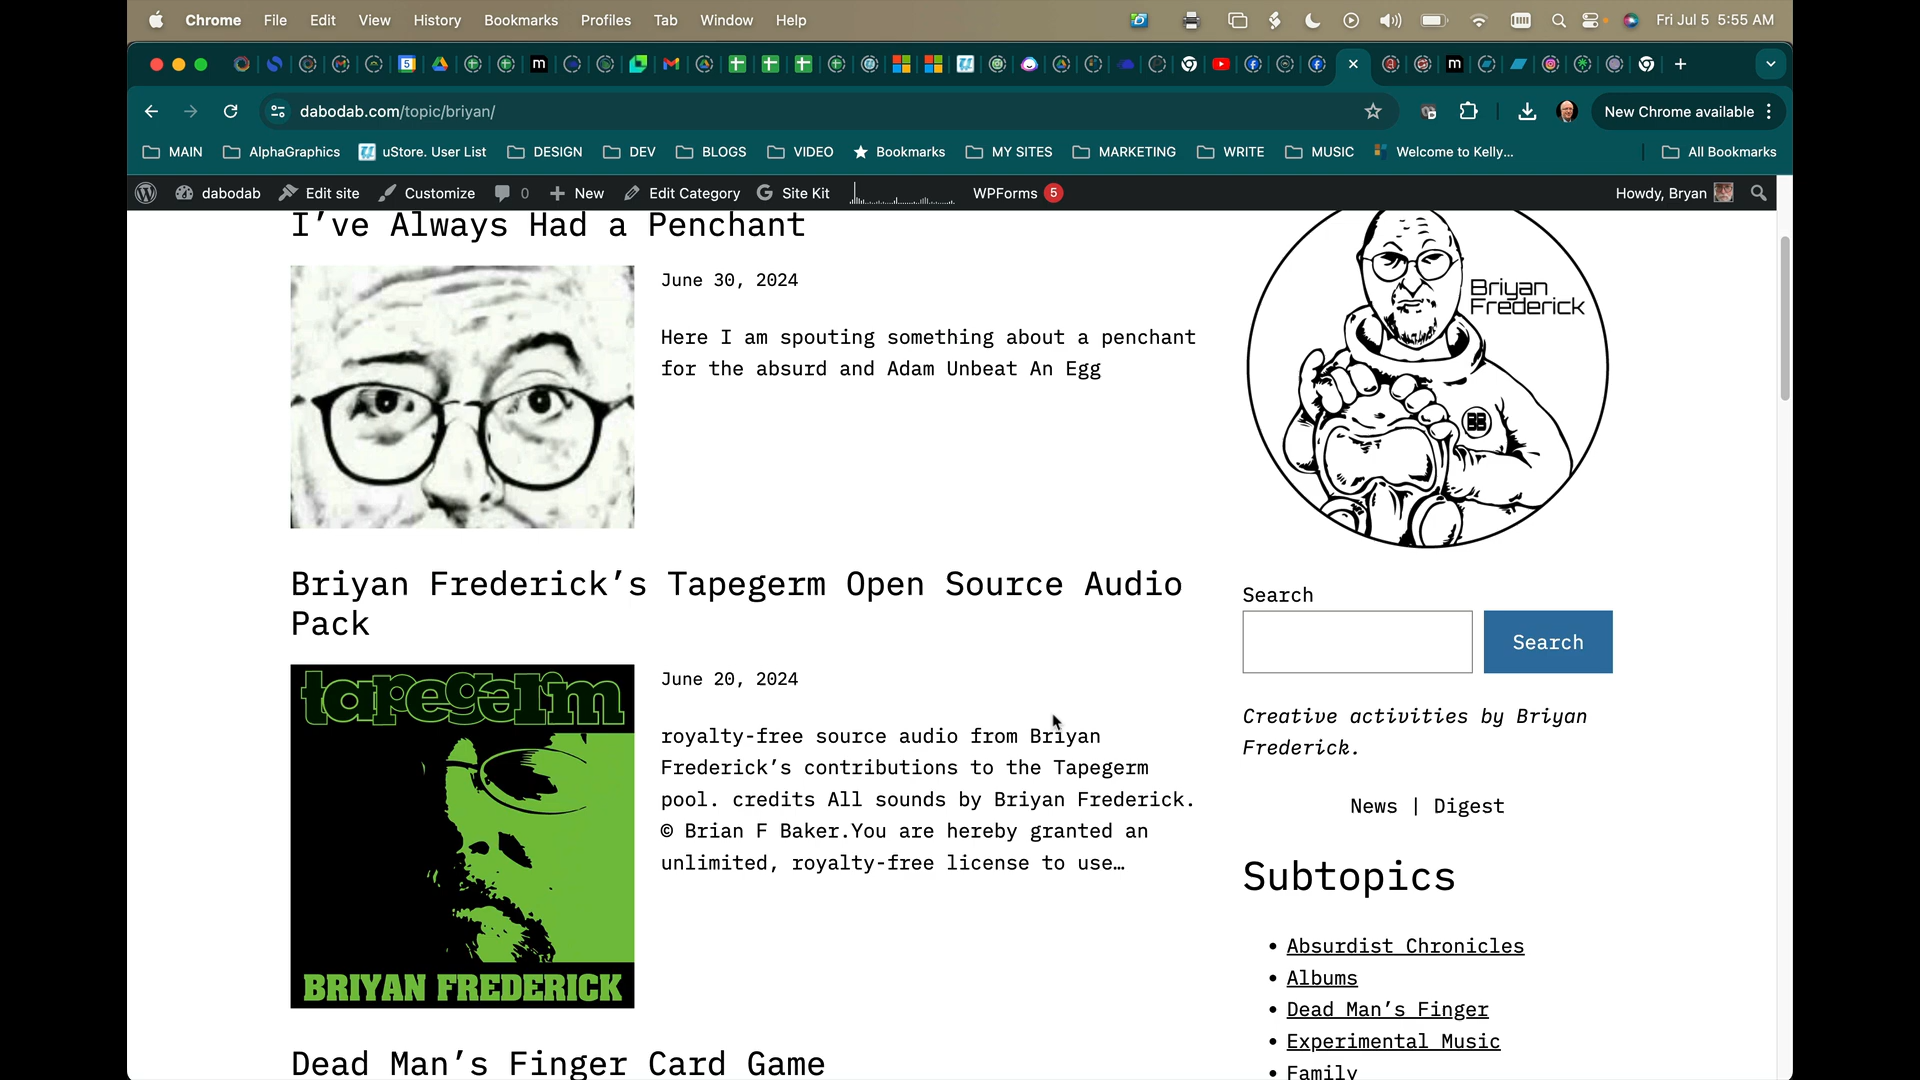 Chrome File Edit View History Bookmarks Profiles Tab Window Help Fri Jul 5 5:55 AM
dabodab.com/topic/briyan/ New Chrome available
MAIN AlphaGraphics uStore. User List DESIGN DEV BLOGS VIDEO Bookmarks MY SITES MARKETING WRITE MUSIC Welcome to Kelly... All Bookmarks
dabodab Edit site Customize 0 New Edit Category Site Kit WPForms 5 Howdy, Bryan
I’ve Always Had a Penchant
June 30, 2024
Here I am spouting something about a penchant
for the absurd and Adam Unbeat An Egg
Briyan Frederick’s Tapegerm Open Source Audio
Pack
tapegerm
BRIYAN FREDERICK
June 20, 2024
royalty-free source audio from Briyan
Frederick’s contributions to the Tapegerm
pool. credits All sounds by Briyan Frederick.
© Brian F Baker.You are hereby granted an
unlimited, royalty-free license to use…
Dead Man’s Finger Card Game
Briyan
Frederick
Search
Search
Creative activities by Briyan
Frederick.
News | Digest
Subtopics
• Absurdist Chronicles
• Albums
• Dead Man’s Finger
• Experimental Music
• Family